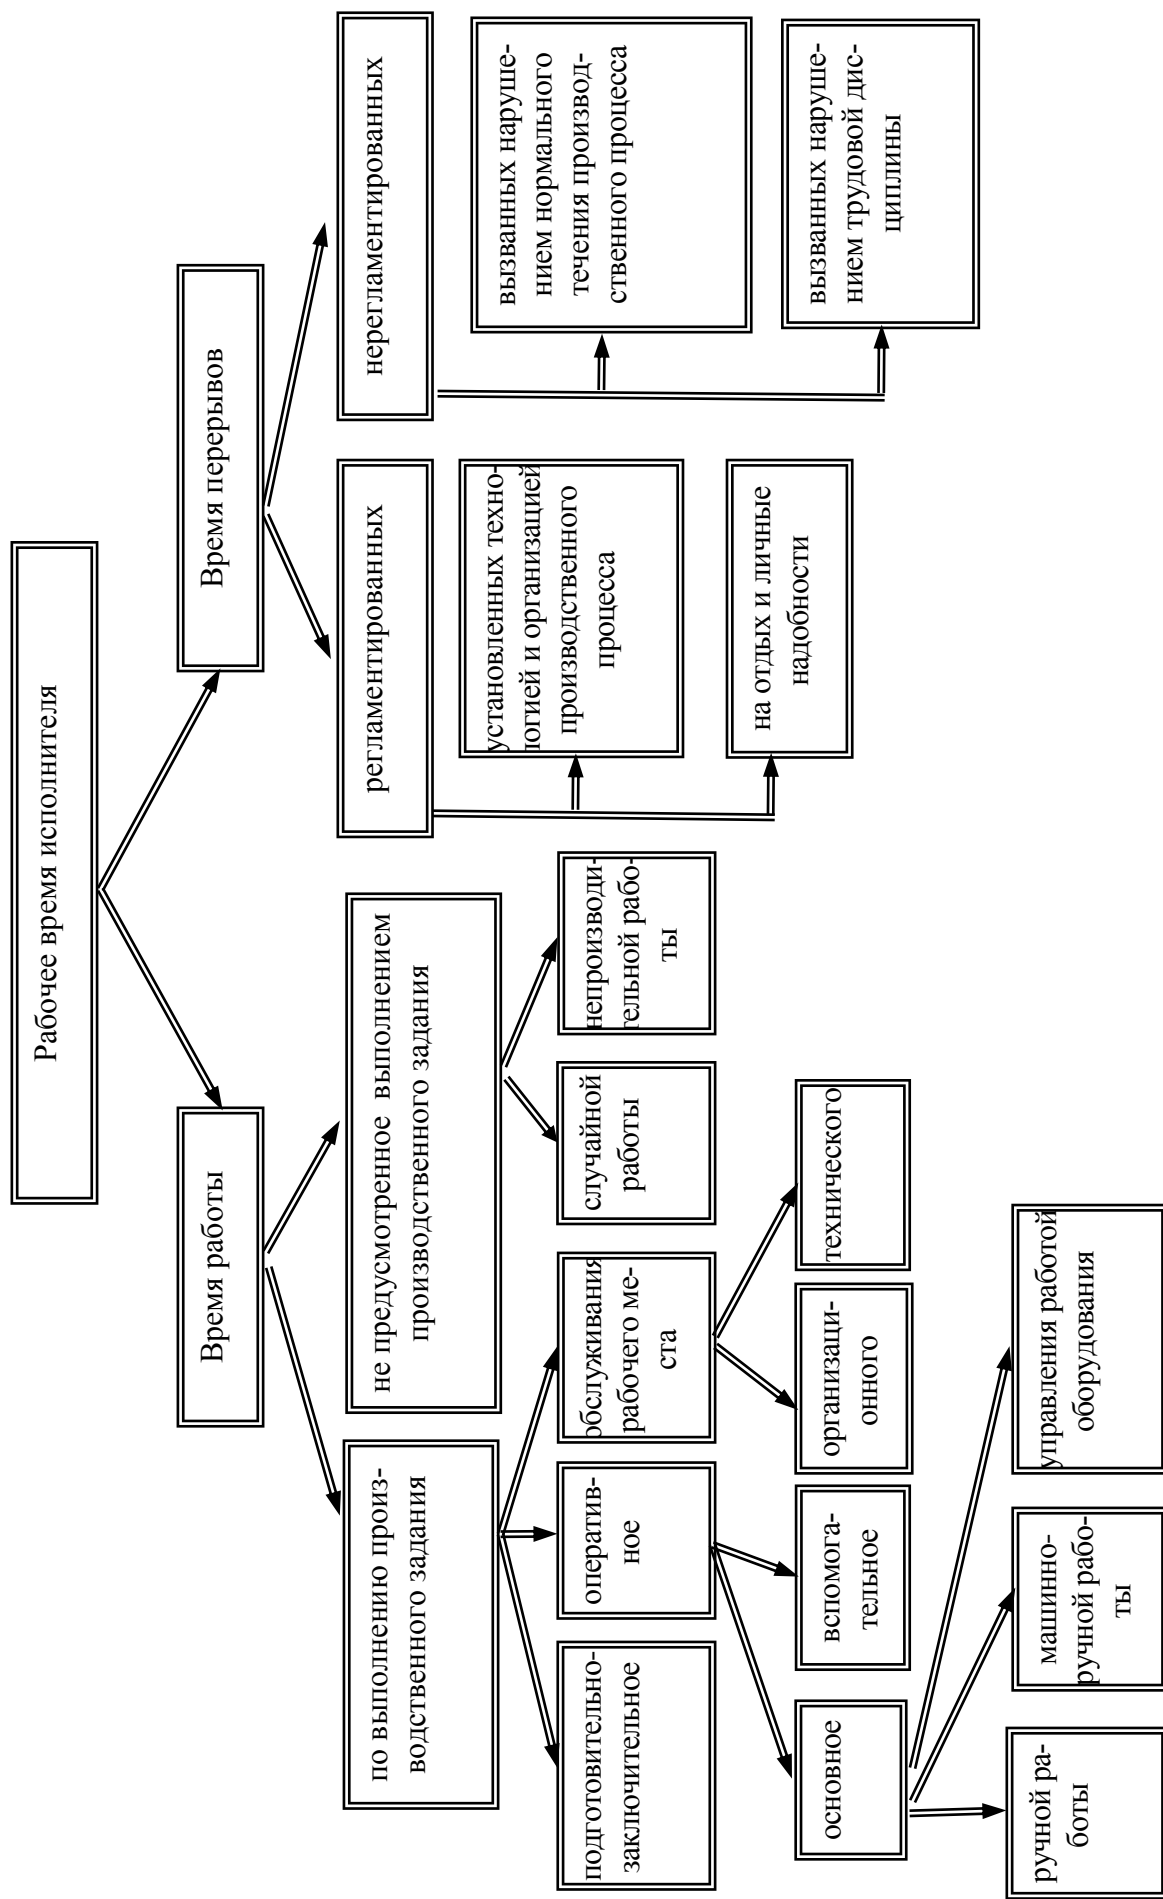 Рабочее время исполнителя
Время работы
Время перерывов
по выполнению произ-
водственного задания
не предусмотренное выполнением
производственного задания
регламентированных
нерегламентированных
подготовительно-
заключительное
оператив-
ное
обслуживания
рабочего ме-
ста
случайной
работы
непроизводи-
тельной рабо-
ты
установленных техно-
логией и организацией
производственного
процесса
вызванных наруше-
нием нормального
течения производ-
ственного процесса
основное
вспомога-
тельное
организаци-
онного
технического
на отдых и личные
надобности
вызванных наруше-
нием трудовой дис-
циплины
ручной ра-
боты
машинно-
ручной рабо-
ты
управления работой
оборудования